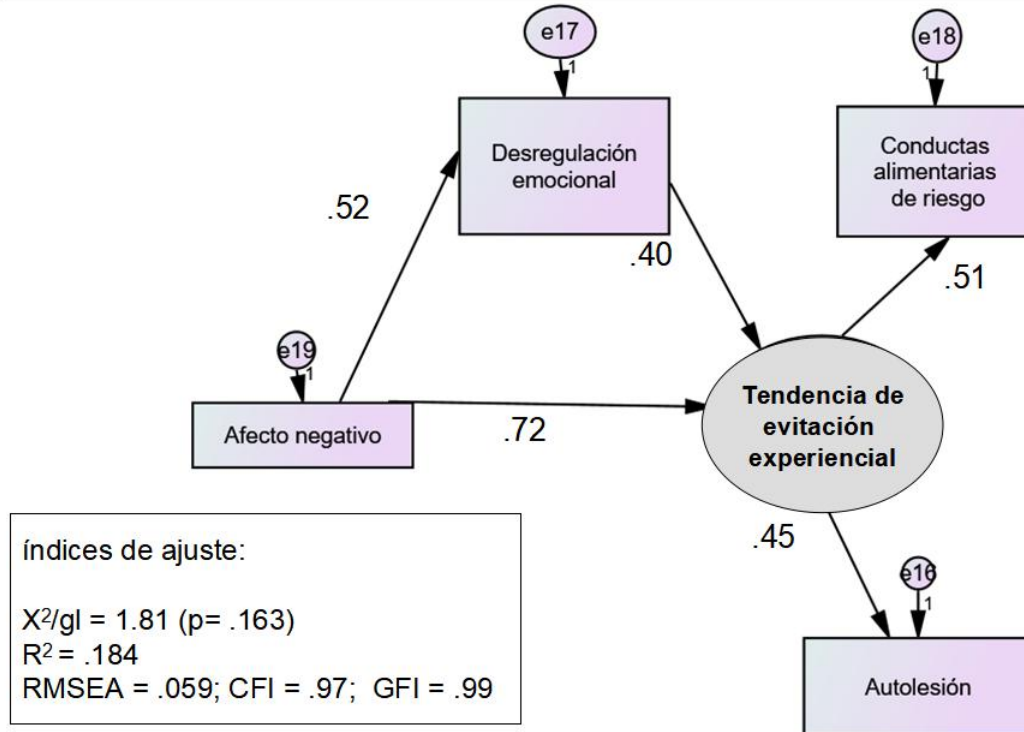 e17
1
e18
1
Desregulación
emocional
Conductas
alimentarias
de riesgo
.52
.40
.51
e19
1
Afecto negativo
.72
Tendencia de
evitación
experiencial
.45
e16
1
Autolesión
índices de ajuste:
X²/gl = 1.81 (p= .163)
R² = .184
RMSEA = .059; CFI = .97; GFI = .99